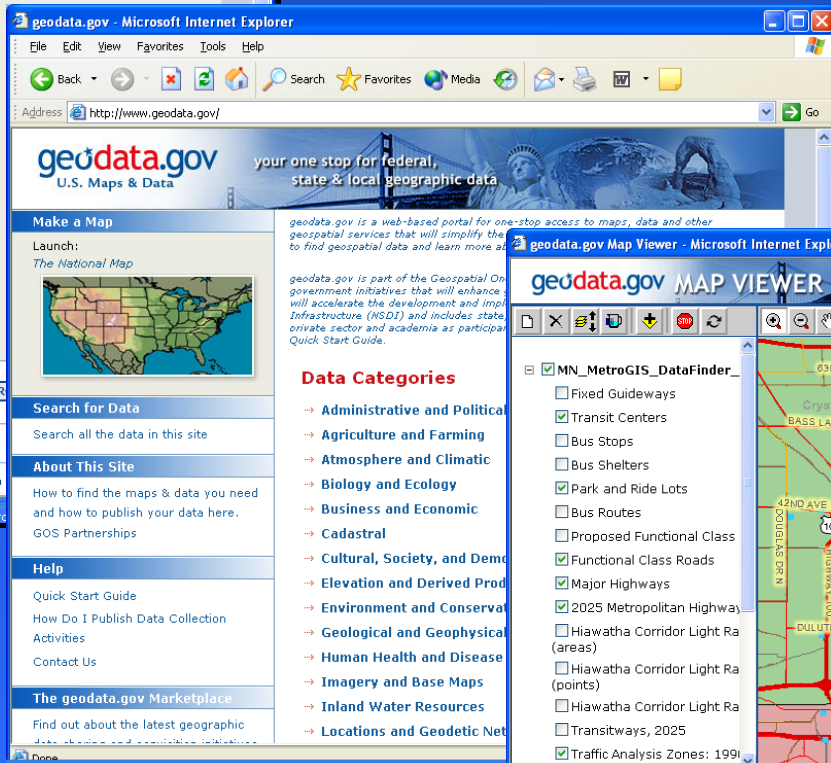 geodata.gov - Microsoft Internet Explorer
File Edit View Favorites Tools Help
Back Search Favorites Media
Address http://www.geodata.gov/ Go
geodata.gov
U.S. Maps & Data
your one stop for federal,
state & local geographic data
Make a Map
Launch:
The National Map
Search for Data
Search all the data in this site
About This Site
How to find the maps & data you need
and how to publish your data here.
GOS Partnerships
Help
Quick Start Guide
How Do I Publish Data Collection
Activities
Contact Us
The geodata.gov Marketplace
Find out about the latest geographic
data sharing and acquisition initiatives
Done
geodata.gov is a web-based portal for one-stop access to maps, data and other
geospatial services that will simplify the
to find geospatial data and learn more
geodata.gov is part of the Geospatial
government initiatives that will enhance
will accelerate the development and
Infrastructure (NSDI) and includes state,
private sector and academia as
Quick Start Guide.
Data Categories
Administrative and Political
Agriculture and Farming
Atmosphere and Climatic
Biology and Ecology
Business and Economic
Cadastral
Cultural, Society, and Demo
Elevation and Derived Prod
Environment and Conservat
Geological and Geophysical
Human Health and Disease
Imagery and Base Maps
Inland Water Resources
Locations and Geodetic Net
geodata.gov Map Viewer - Microsoft Internet Expl
geodata.gov MAP VIEWER
STOP
MN_MetroGIS_DataFinder_
Fixed Guideways
Transit Centers
Bus Stops
Bus Shelters
Park and Ride Lots
Bus Routes
Proposed Functional Class
Functional Class Roads
Major Highways
2025 Metropolitan Highway
Hiawatha Corridor Light Ra
(areas)
Hiawatha Corridor Light Ra
(points)
Hiawatha Corridor Light Ra
Transitways, 2025
Traffic Analysis Zones: 199
63
Crys
BASS LA
42ND AVE
DOUGLAS DR N
DULUT